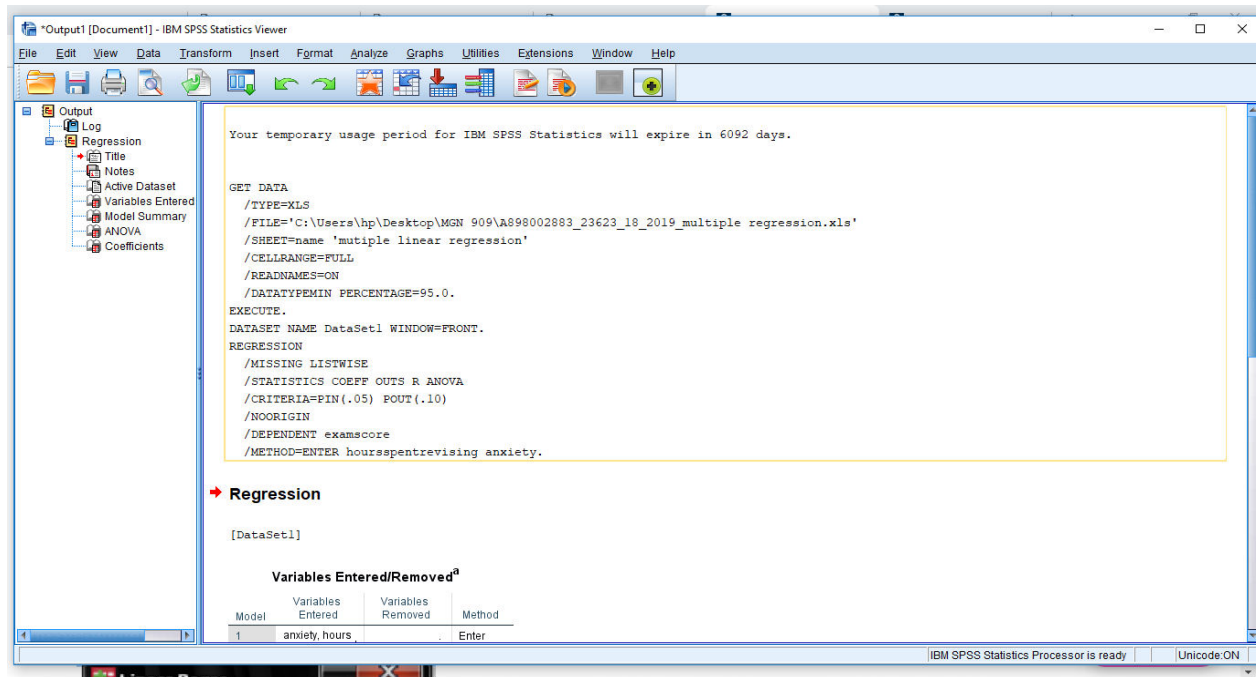 *Output1 [Document1] - IBM SPSS Statistics Viewer
File Edit View Data Transform Insert Format Analyze Graphs Utilities Extensions Window Help
Output
Log
Regression
Title
Notes
Active Dataset
Variables Entered
Model Summary
ANOVA
Coefficients
Your temporary usage period for IBM SPSS Statistics will expire in 6092 days.
GET DATA
/TYPE=XLS
/FILE='C:\Users\hp\Desktop\MGN 909\A898002883_23623_18_2019_multiple regression.xls'
/SHEET=name 'mutiple linear regression'
/CELLRANGE=FULL
/READNAMES=ON
/DATATYPEMIN PERCENTAGE=95.0.
EXECUTE.
DATASET NAME DataSet1 WINDOW=FRONT.
REGRESSION
/MISSING LISTWISE
/STATISTICS COEFF OUTS R ANOVA
/CRITERIA=PIN(.05) POUT(.10)
/NOORIGIN
/DEPENDENT examscore
/METHOD=ENTER hoursspentrevising anxiety.
Regression
[DataSet1]
Variables Entered/Removedᵃ
Model Variables Entered Variables Removed Method
1 anxiety, hours . Enter
IBM SPSS Statistics Processor is ready Unicode:ON